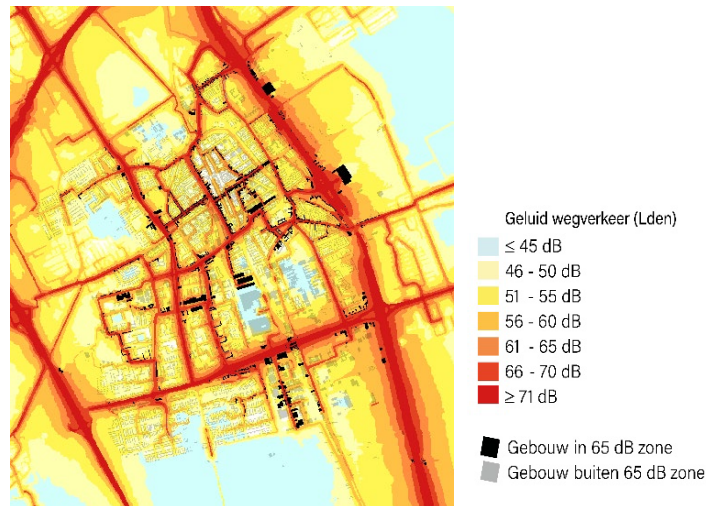 Geluid wegverkeer (Lden)
≤ 45 dB
46 - 50 dB
51 - 55 dB
56 - 60 dB
61 - 65 dB
66 - 70 dB
≥ 71 dB
Gebouw in 65 dB zone
Gebouw buiten 65 dB zone